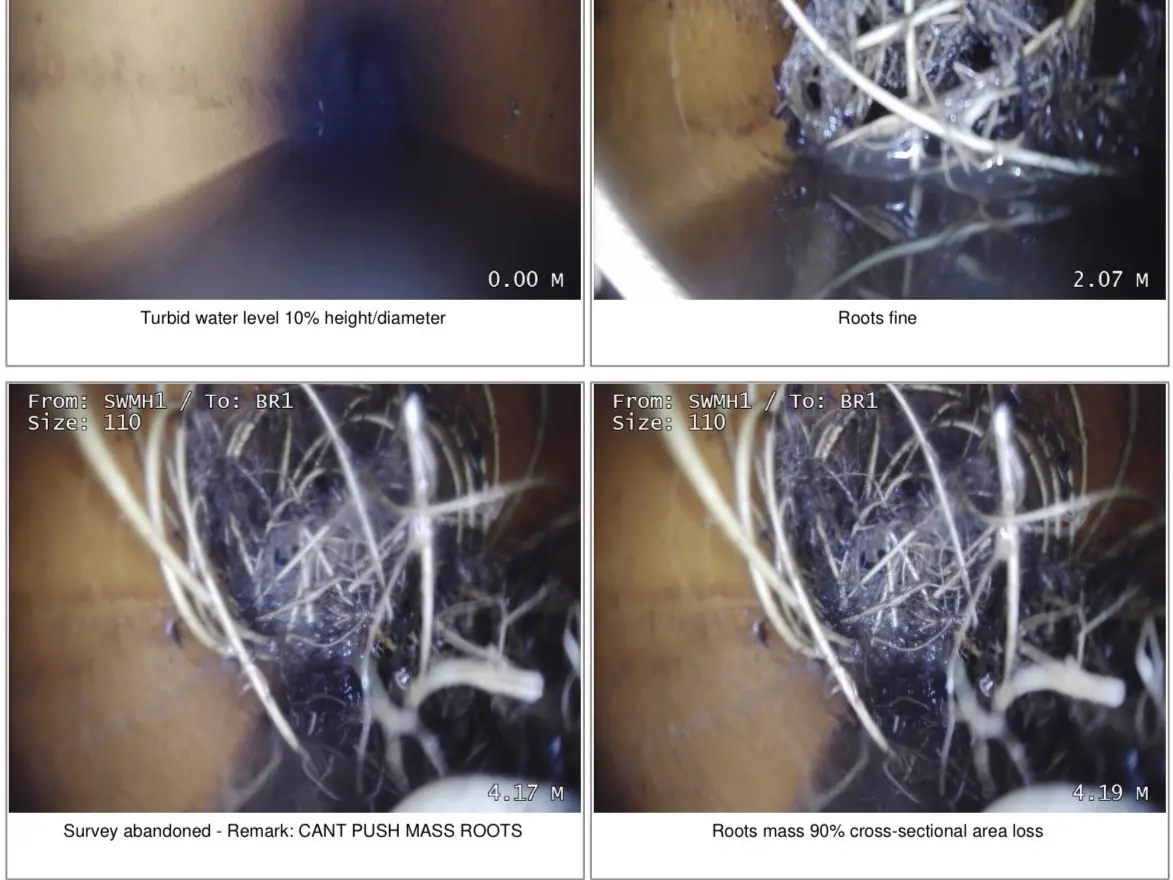 0.00 M
2.07 M
Turbid water level 10% height/diameter
Roots fine
From: SWMH1 / To: BR1
Size: 110
4.17 M
From: SWMH1 / To: BR1
Size: 110
4.19 M
Survey abandoned - Remark: CANT PUSH MASS ROOTS
Roots mass 90% cross-sectional area loss